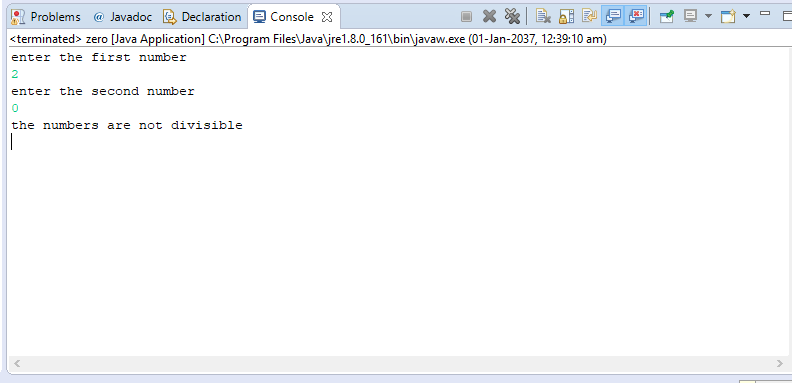 Problems @ Javadoc Declaration Console
<terminated> zero [Java Application] C:\Program Files\Java\jre1.8.0_161\bin\javaw.exe (01-Jan-2037, 12:39:10 am)
enter the first number
2
enter the second number
0
the numbers are not divisible